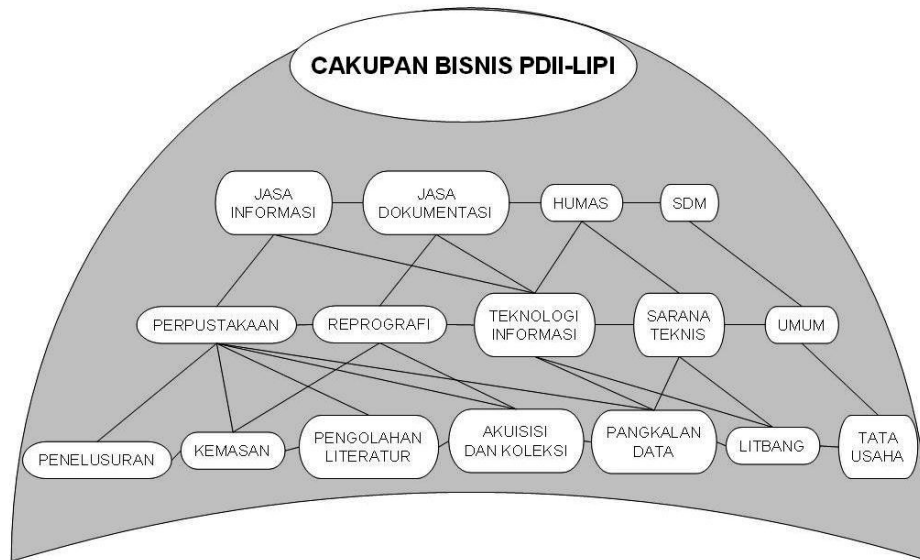 CAKUPAN BISNIS PDII-LIPI
JASA
INFORMASI
JASA
DOKUMENTASI
HUMAS
SDM
PERPUSTAKAAN
REPROGRAFI
TEKNOLOGI
INFORMASI
SARANA
TEKNIS
UMUM
PENELUSURAN
KEMASAN
PENGOLAHAN
LITERATUR
AKUISISI
DAN KOLEKSI
PANGKALAN
DATA
LITBANG
TATA
USAHA